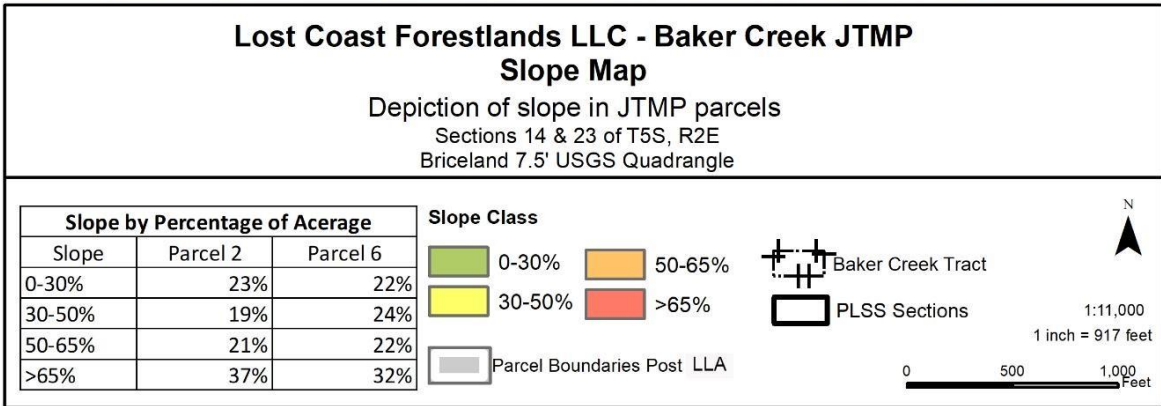 Lost Coast Forestlands LLC - Baker Creek JTMP
Slope Map
Depiction of slope in JTMP parcels
Sections 14 & 23 of T5S, R2E
Briceland 7.5' USGS Quadrangle
Slope by Percentage of Acerage
Slope Parcel 2 Parcel 6
0-30% 23% 22%
30-50% 19% 24%
50-65% 21% 22%
>65% 37% 32%
Slope Class
0-30%
30-50%
50-65%
>65%
Parcel Boundaries Post LLA
Baker Creek Tract
PLSS Sections
N
1:11,000
1 inch = 917 feet
0 500 1,000
Feet